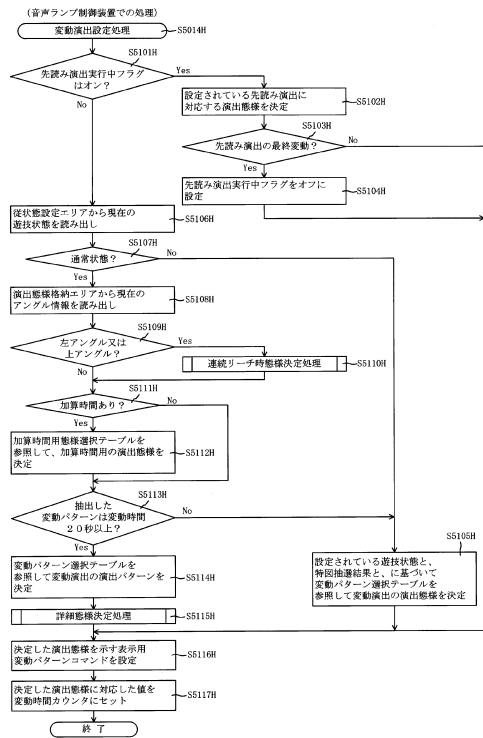 (音声ランプ制御装置での処理)
変動演出設定処理
S5014H
S5101H
先読み演出実行中フラグ
はオン?
Yes
No
設定されている先読み演出に
対応する演出態様を決定
S5102H
S5103H
先読み演出の最終変動?
No
Yes
先読み演出実行中フラグをオフに
設定
S5104H
従状態設定エリアから現在の
遊技状態を読み出し
S5106H
S5107H
通常状態?
No
Yes
演出態様格納エリアから現在の
アングル情報を読み出し
S5108H
S5109H
左アングル又は
上アングル?
Yes
No
連続リーチ時態様決定処理
S5110H
S5111H
加算時間あり?
No
Yes
加算時間用態様選択テーブルを
参照して、加算時間用の演出態様を
決定
S5112H
S5113H
抽出した
変動パターンは変動時間
20秒以上?
No
Yes
S5105H
設定されている遊技状態と、
特図抽選結果と、に基づいて
変動パターン選択テーブルを
参照して変動演出の演出態様を決定
変動パターン選択テーブルを
参照して変動演出の演出パターンを
決定
S5114H
詳細態様決定処理
S5115H
決定した演出態様を示す表示用
変動パターンコマンドを設定
S5116H
決定した演出態様に対応した値を
変動時間カウンタにセット
S5117H
終了